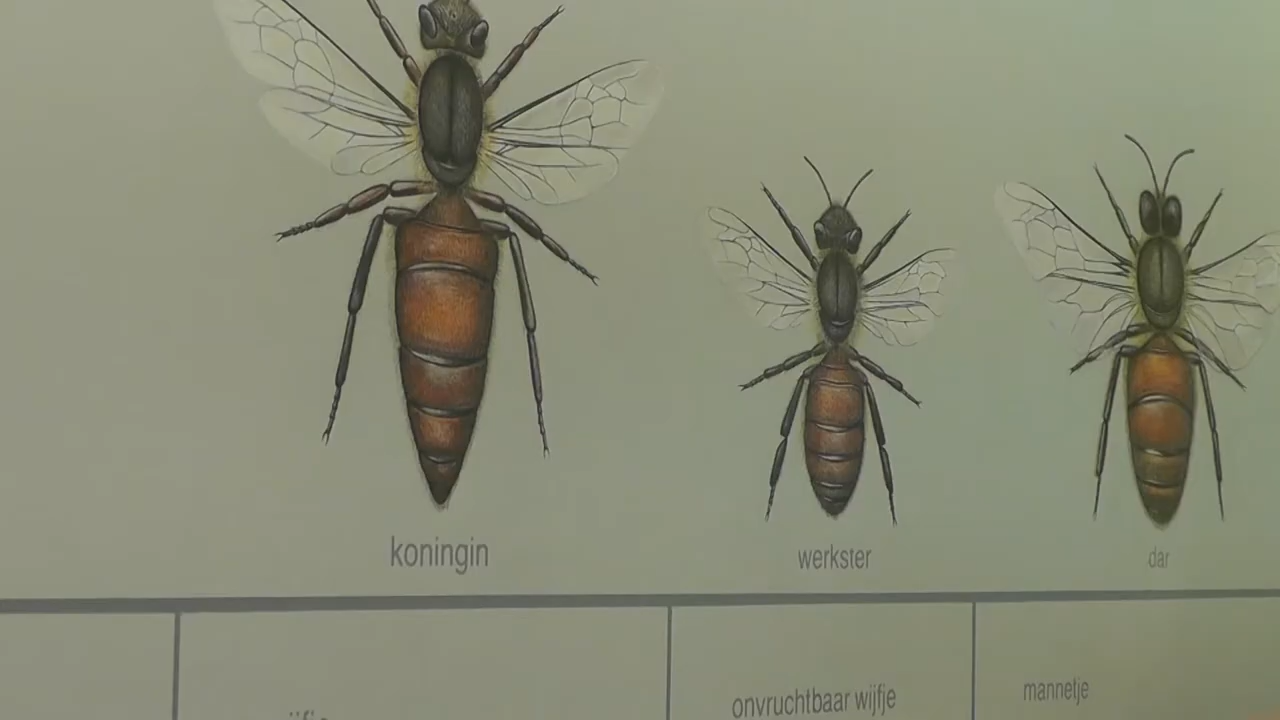 koningin
werkster
dar
onvruchtbaar wijfje
mannetje